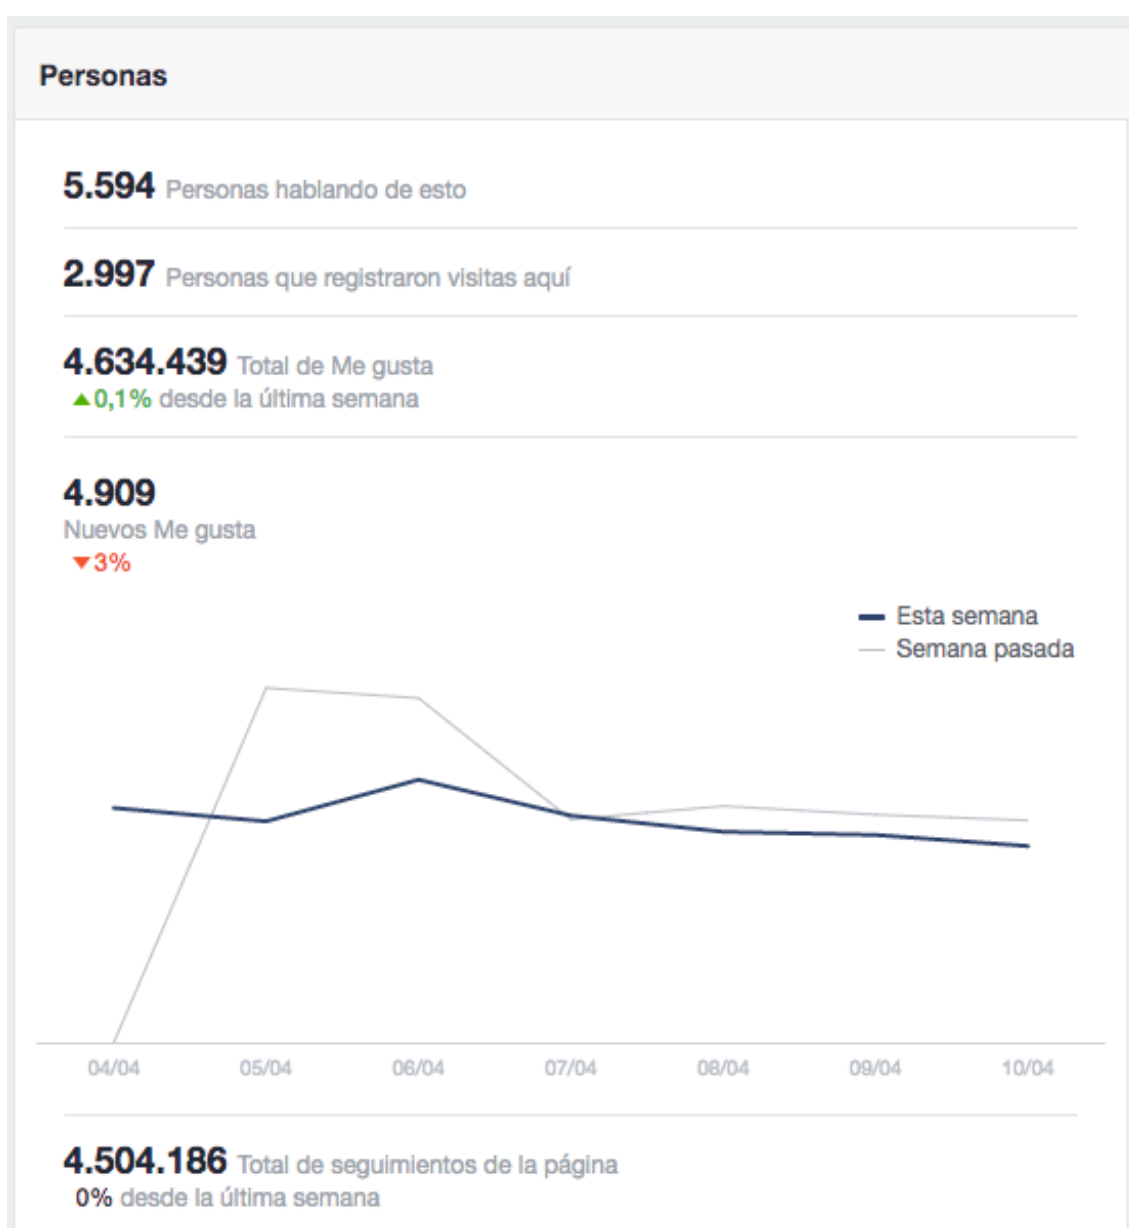 Personas
5.594 Personas hablando de esto
2.997 Personas que registraron visitas aquí
4.634.439 Total de Me gusta
▲0,1% desde la última semana
4.909
Nuevos Me gusta
▼3%
Esta semana
Semana pasada
04/04 05/04 06/04 07/04 08/04 09/04 10/04
4.504.186 Total de seguimientos de la página
0% desde la última semana